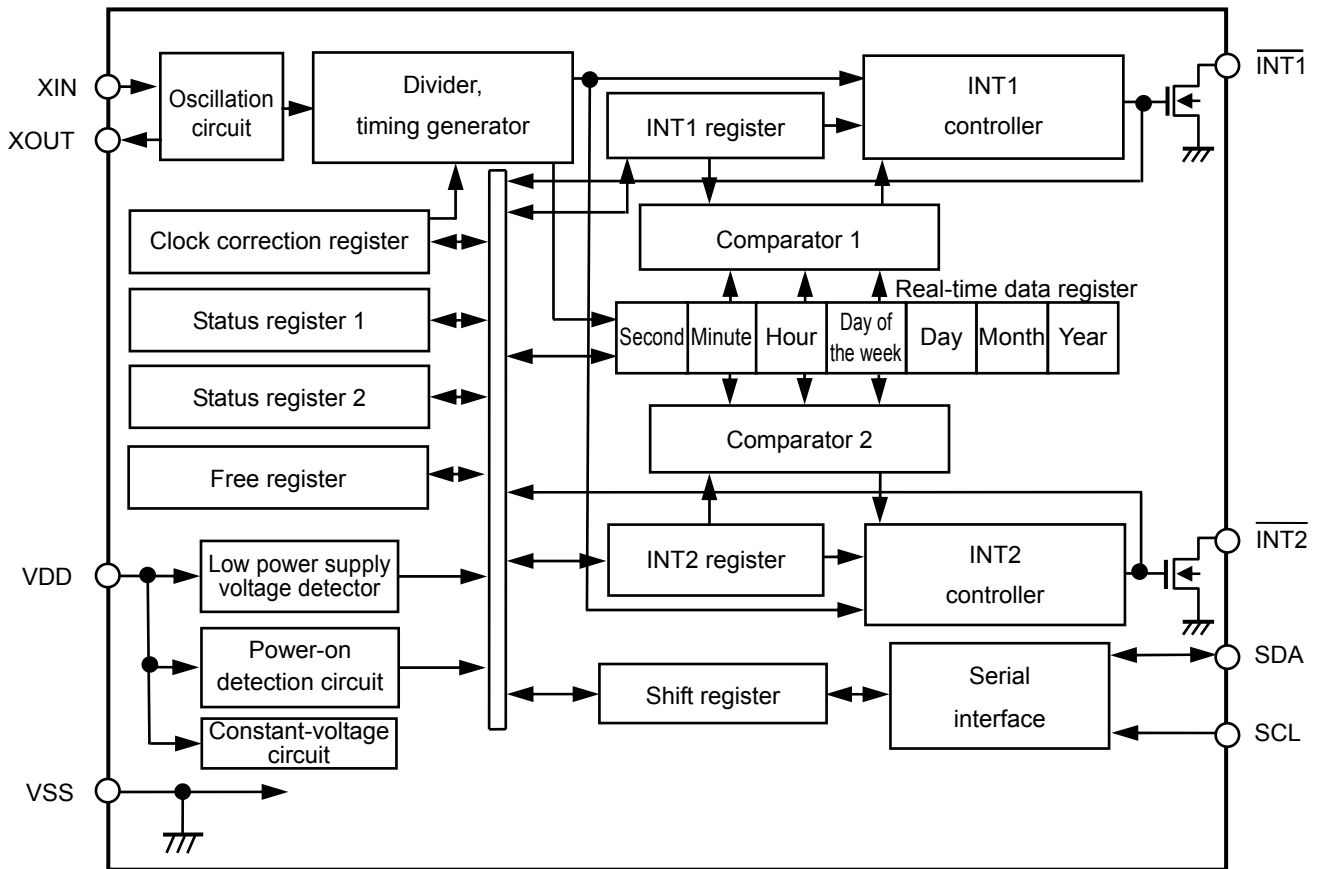 XIN
XOUT
Oscillation
circuit
Divider,
timing generator
INT1 register
INT1
controller
INT1
Clock correction register
Comparator 1
Status register 1
Real-time data register
Second
Minute
Hour
Day of
the week
Day
Month
Year
Status register 2
Comparator 2
Free register
VDD
Low power supply
voltage detector
INT2 register
INT2
controller
INT2
Power-on
detection circuit
Shift register
Serial
interface
SDA
SCL
Constant-voltage
circuit
VSS